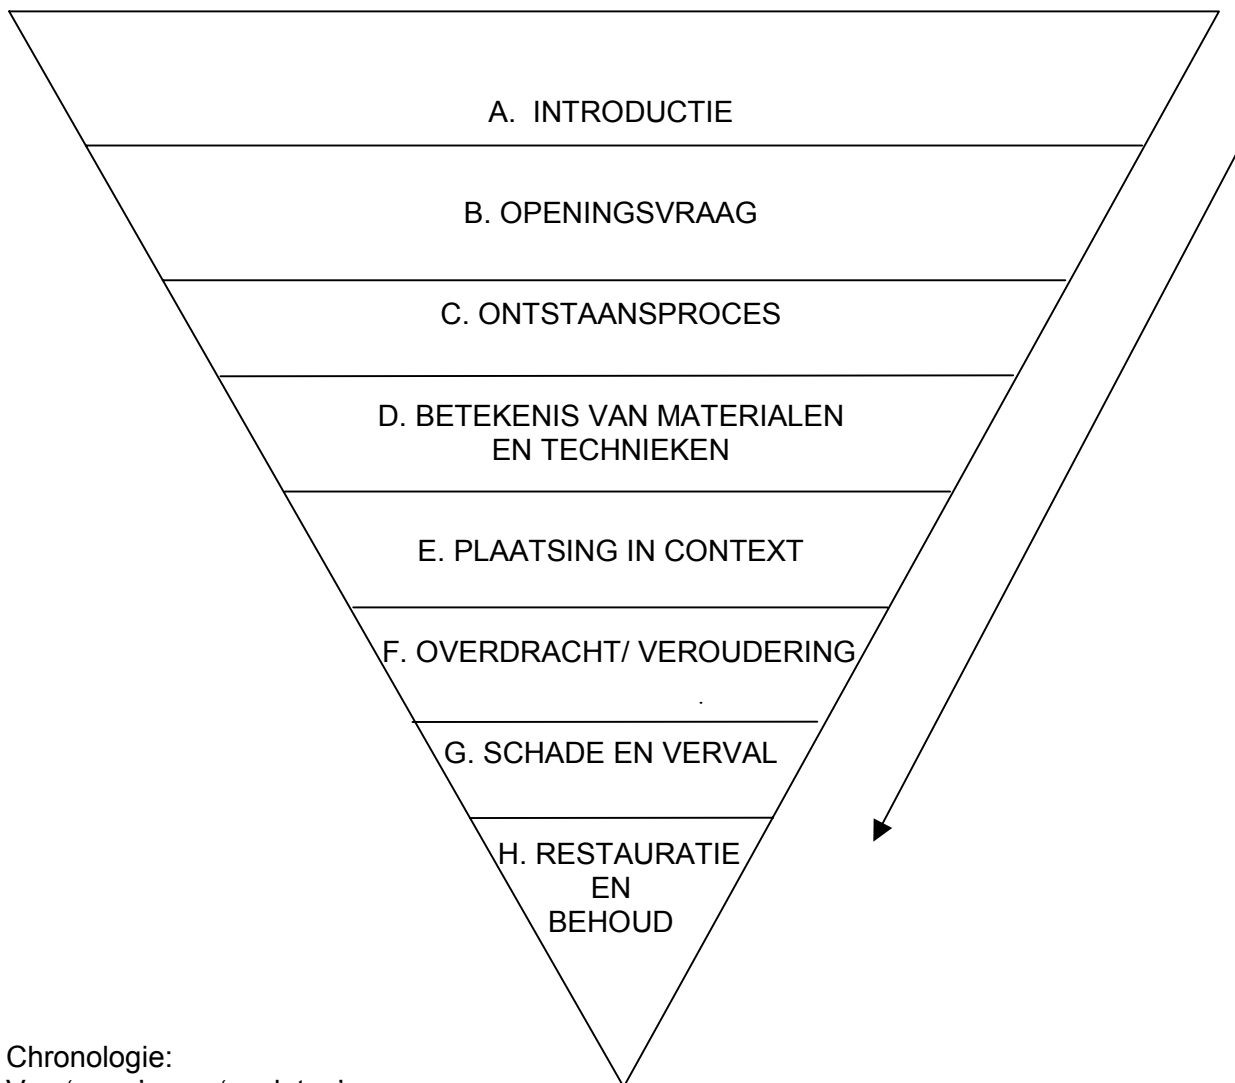 A. INTRODUCTIE
B. OPENINGSVRAAG
C. ONTSTAANSPROCES
D. BETEKENIS VAN MATERIALEN
EN TECHNIEKEN
E. PLAATSING IN CONTEXT
F. OVERDRACHT/ VEROUDERING
.
G. SCHADE EN VERVAL
H. RESTAURATIE
EN
BEHOUD
Chronologie: